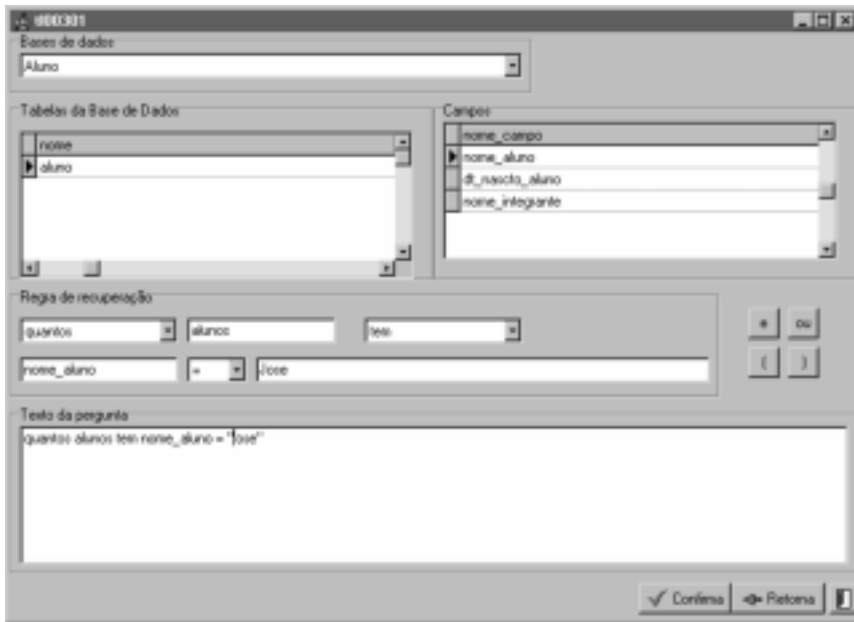 tl00301
Bases de dados
Aluno
Tabelas da Base de Dados
nome
aluno
Campos
nome_campo
nome_aluno
dt_nascto_aluno
nome_integrante
Regra de recuperação
quantos alunos tem
nome_aluno = Jose
e ou
( )
Texto da pergunta
quantos alunos tem nome_aluno = "jose"
Confirma Retorna